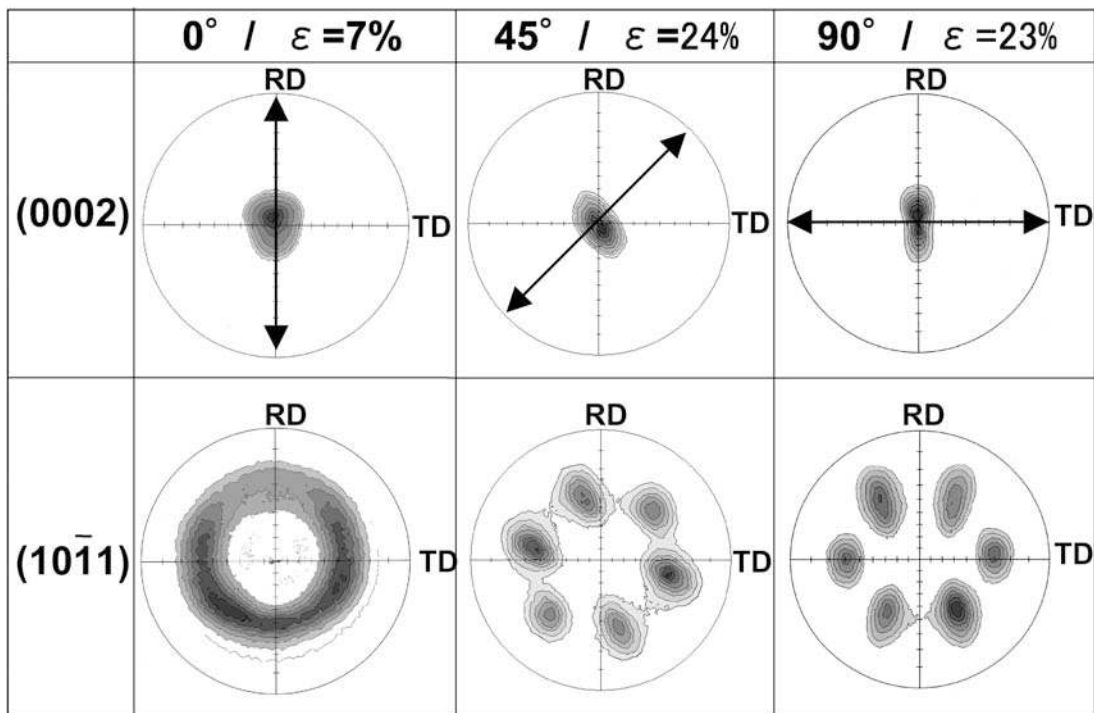 0° / ε =7% 45° / ε =24% 90° / ε =23%
(0002) RD TD RD TD RD TD
(101̄1) RD TD RD TD RD TD